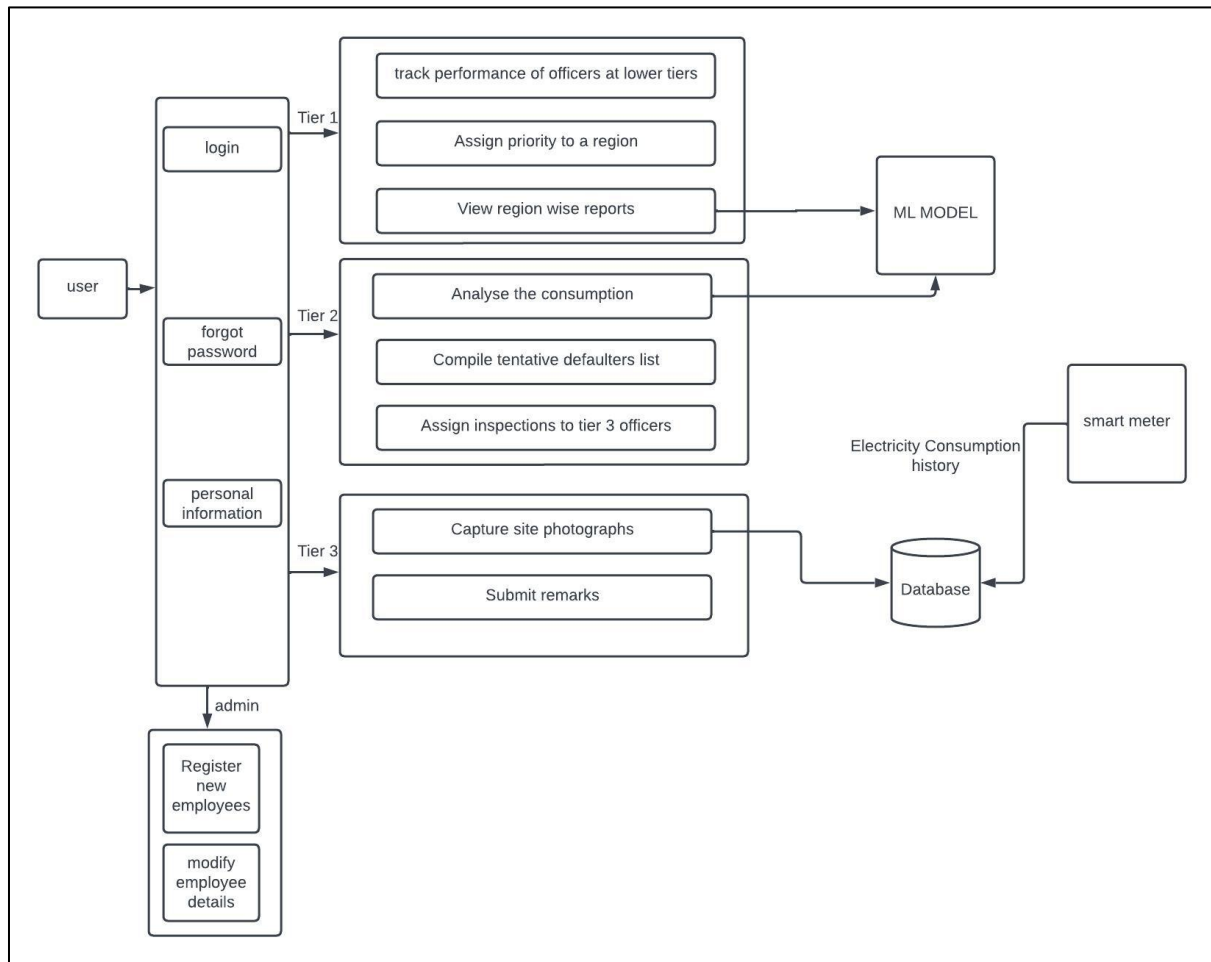 user
login
forgot
password
personal
information
Tier 1
track performance of officers at lower tiers
Assign priority to a region
View region wise reports
Tier 2
Analyse the consumption
Compile tentative defaulters list
Assign inspections to tier 3 officers
Tier 3
Capture site photographs
Submit remarks
ML MODEL
smart meter
Electricity Consumption
history
Database
admin
Register
new
employees
modify
employee
details